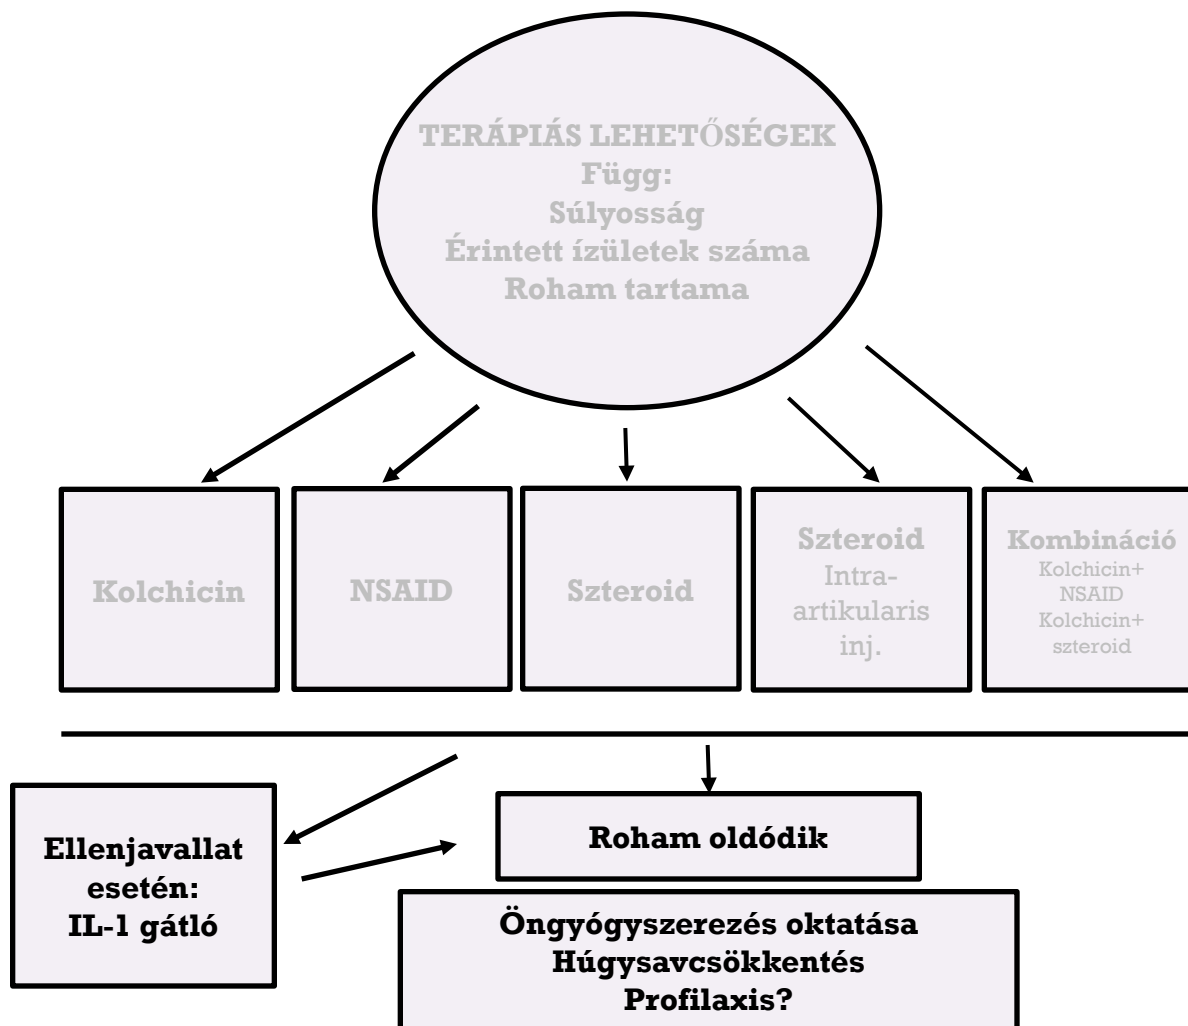 TERÁPIÁS LEHETŐSÉGEK
Függ:
Súlyosság
Érintett ízületek száma
Roham tartama
Kolchicin
NSAID
Szteroid
Szteroid
Intra-
artikularis
inj.
Kombináció
Kolchicin+
NSAID
Kolchicin+
szteroid
Ellenjavallat
esetén:
IL-1 gátló
Roham oldódik
Öngyógyszerezés oktatása
Húgysavcsökkentés
Profilaxis?